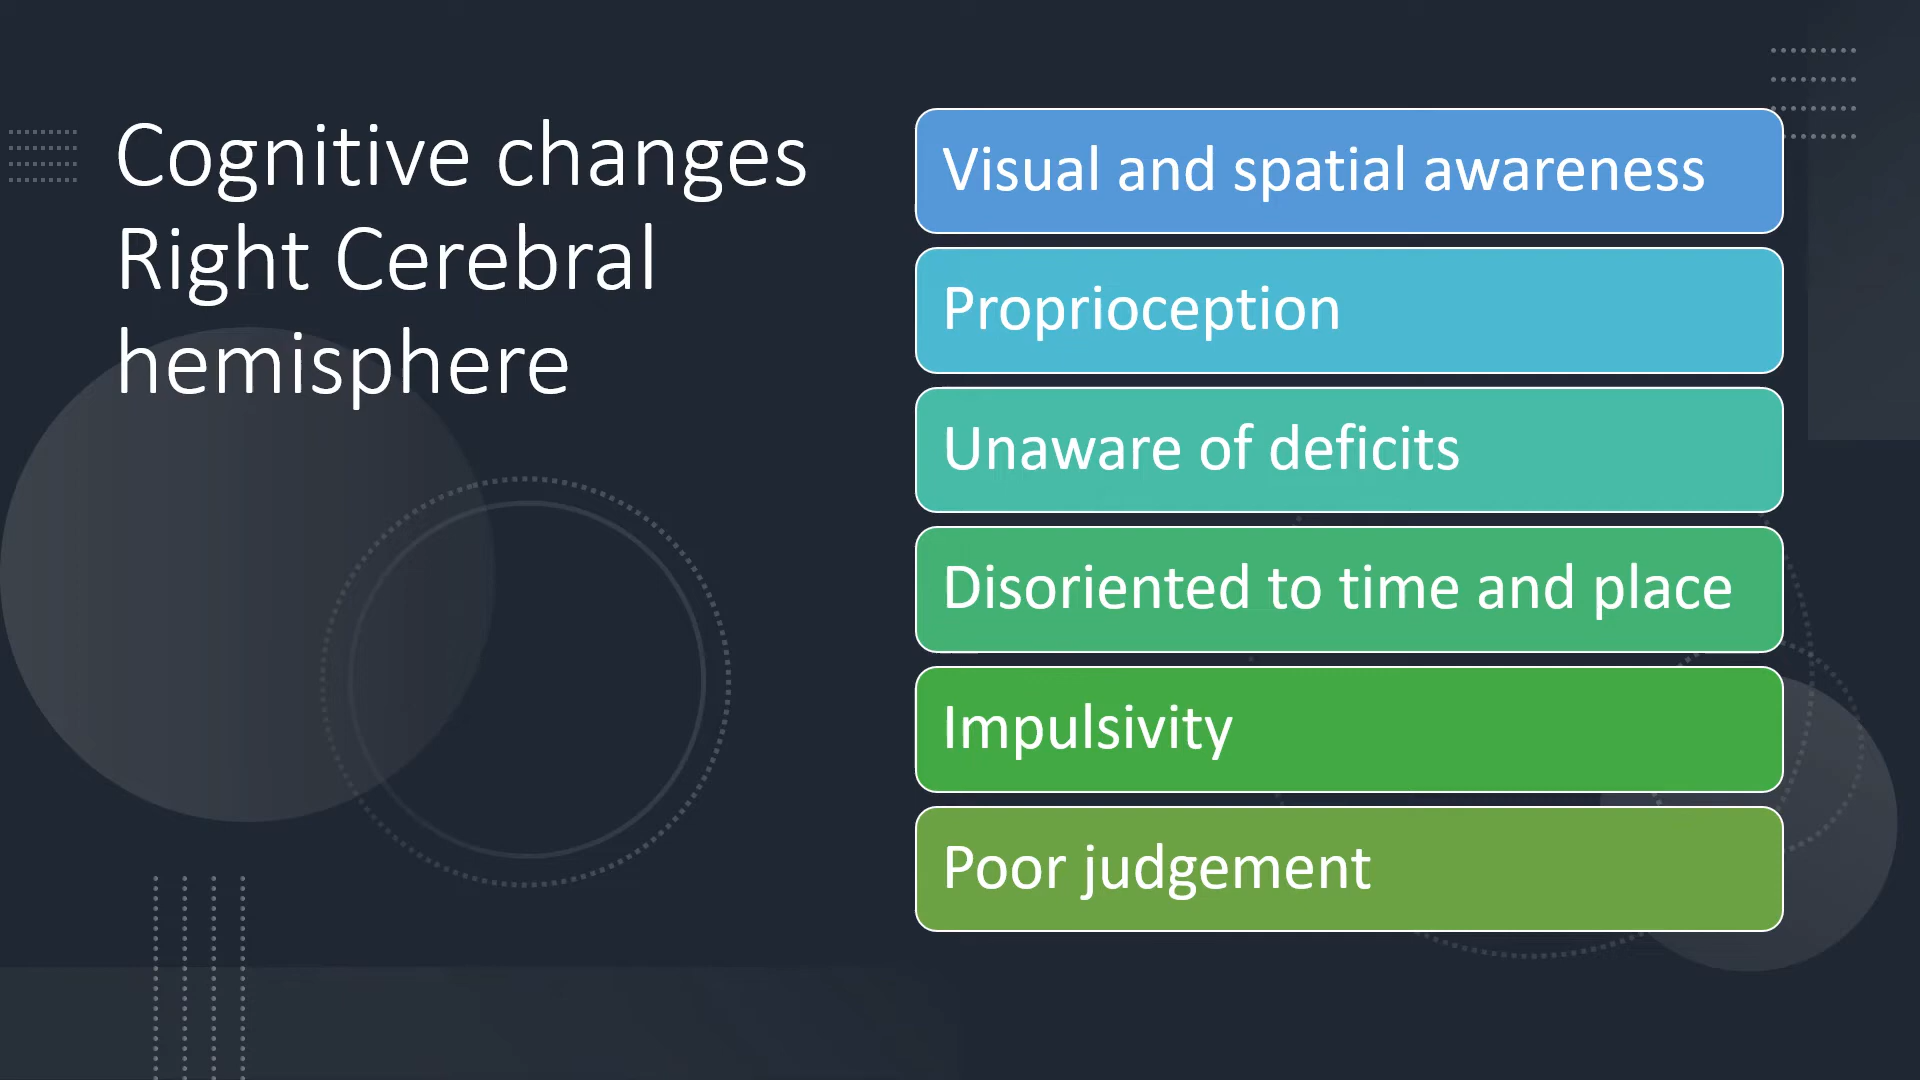 Cognitive changes
Right Cerebral
hemisphere
Visual and spatial awareness
Proprioception
Unaware of deficits
Disoriented to time and place
Impulsivity
Poor judgement